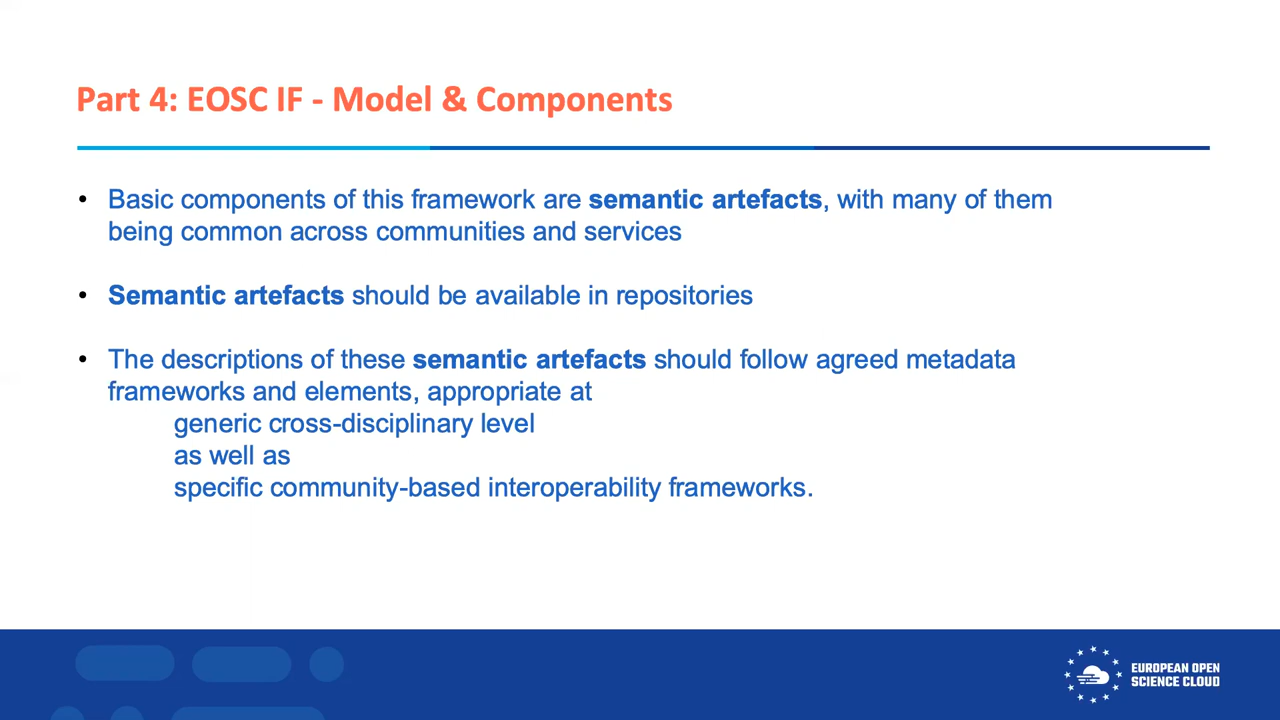 Part 4: EOSC IF - Model & Components
• Basic components of this framework are semantic artefacts, with many of them
being common across communities and services
• Semantic artefacts should be available in repositories
• The descriptions of these semantic artefacts should follow agreed metadata
frameworks and elements, appropriate at
generic cross-disciplinary level
as well as
specific community-based interoperability frameworks.
EUROPEAN OPEN
SCIENCE CLOUD